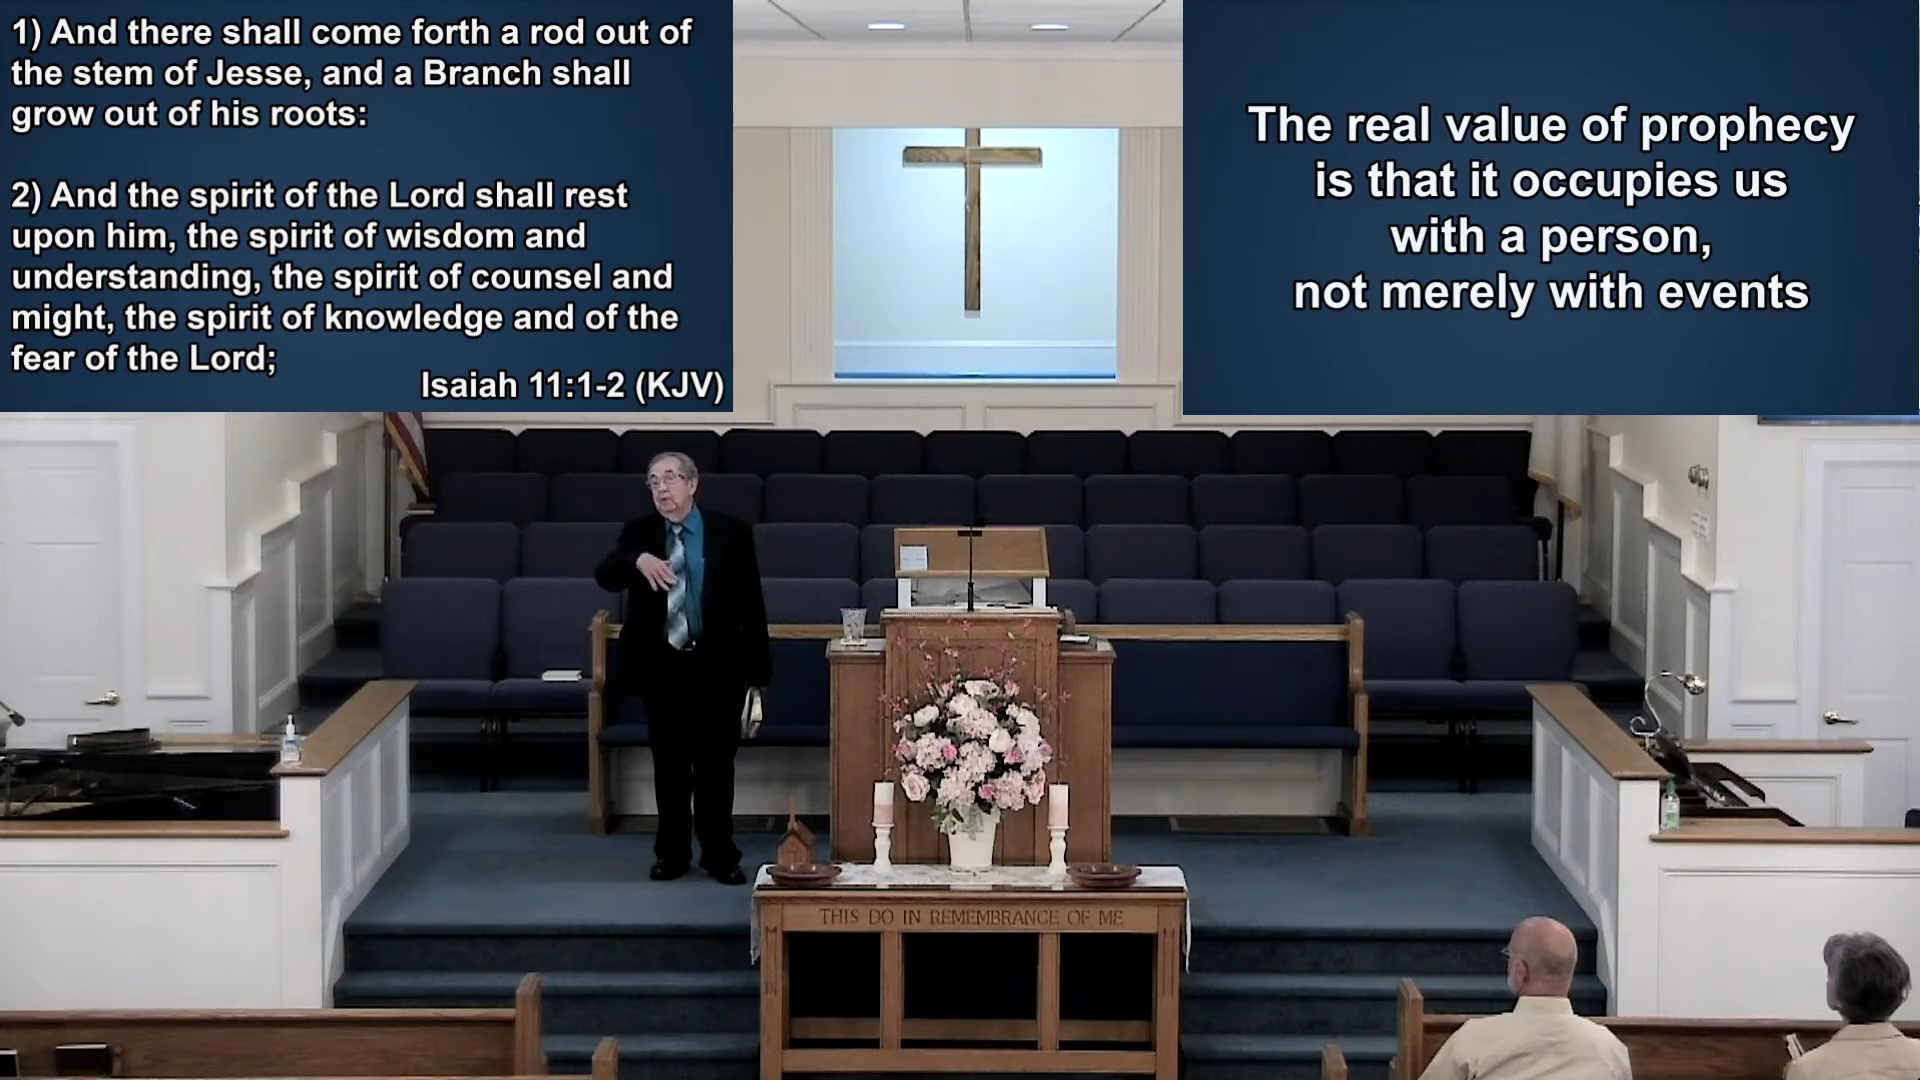 1) And there shall come forth a rod out of
the stem of Jesse, and a Branch shall
grow out of his roots:
2) And the spirit of the Lord shall rest
upon him, the spirit of wisdom and
understanding, the spirit of counsel and
might, the spirit of knowledge and of the
fear of the Lord;
Isaiah 11:1-2 (KJV)
The real value of prophecy
is that it occupies us
with a person,
not merely with events
THIS DO IN REMEMBRANCE OF ME